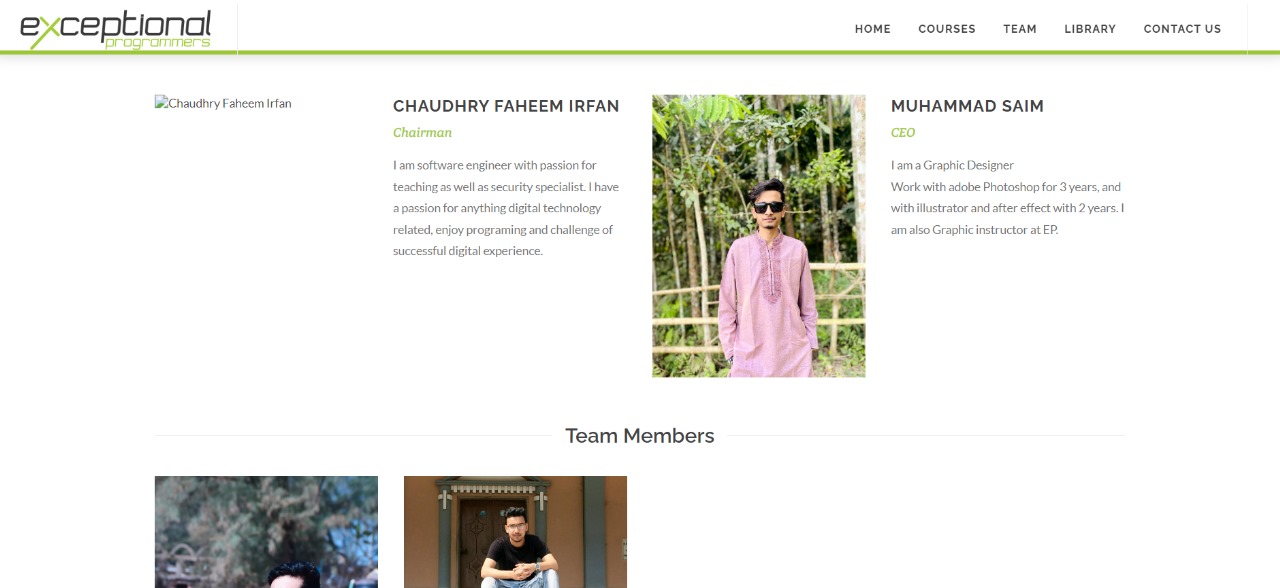 exceptional
programmers
HOME COURSES TEAM LIBRARY CONTACT US
Chaudhry Faheem Irfan
CHAUDHRY FAHEEM IRFAN
Chairman
I am software engineer with passion for
teaching as well as security specialist. I have
a passion for anything digital technology
related, enjoy programing and challenge of
successful digital experience.
MUHAMMAD SAIM
CEO
I am a Graphic Designer
Work with adobe Photoshop for 3 years, and
with illustrator and after effect with 2 years. I
am also Graphic instructor at EP.
Team Members